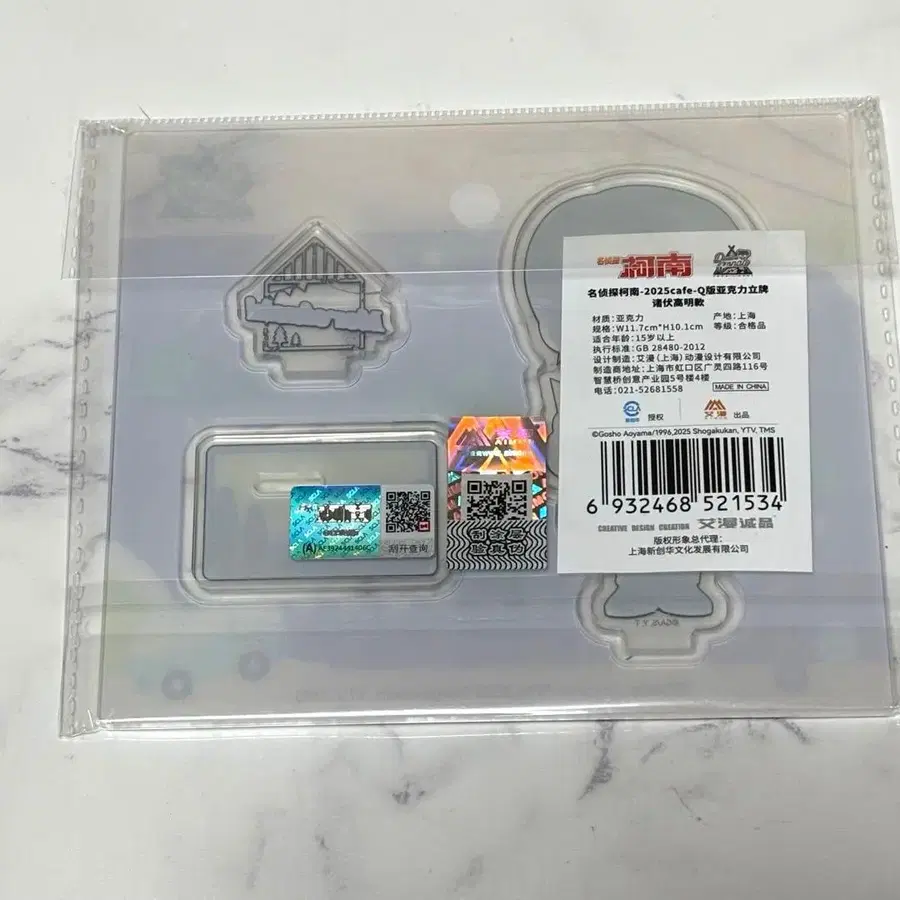 名侦探
柯南
名侦探柯南-2025cafe-Q版亚克力立牌
诸伏高明款
材质:亚克力 产地:上海
规格:W11.7cm*H10.1cm 等级:合格品
适合年龄:15岁以上
执行标准:GB 28480-2012
设计制造:艾漫(上海)动漫设计有限公司
制造商地址:上海市虹口区广灵四路116号
智慧桥创意产业园5号楼4楼
电话:021-52681558 MADE IN CHINA
SCLA 授权 艾漫 出品
©Gosho Aoyama/1996,2025 Shogakukan, YTV, TMS
6 932468 521534
CREATIVE DESIGN CREATION 艾漫诚品
版权形象总代理:
上海新创华文化发展有限公司
刮涂层
验真伪
刮开查询